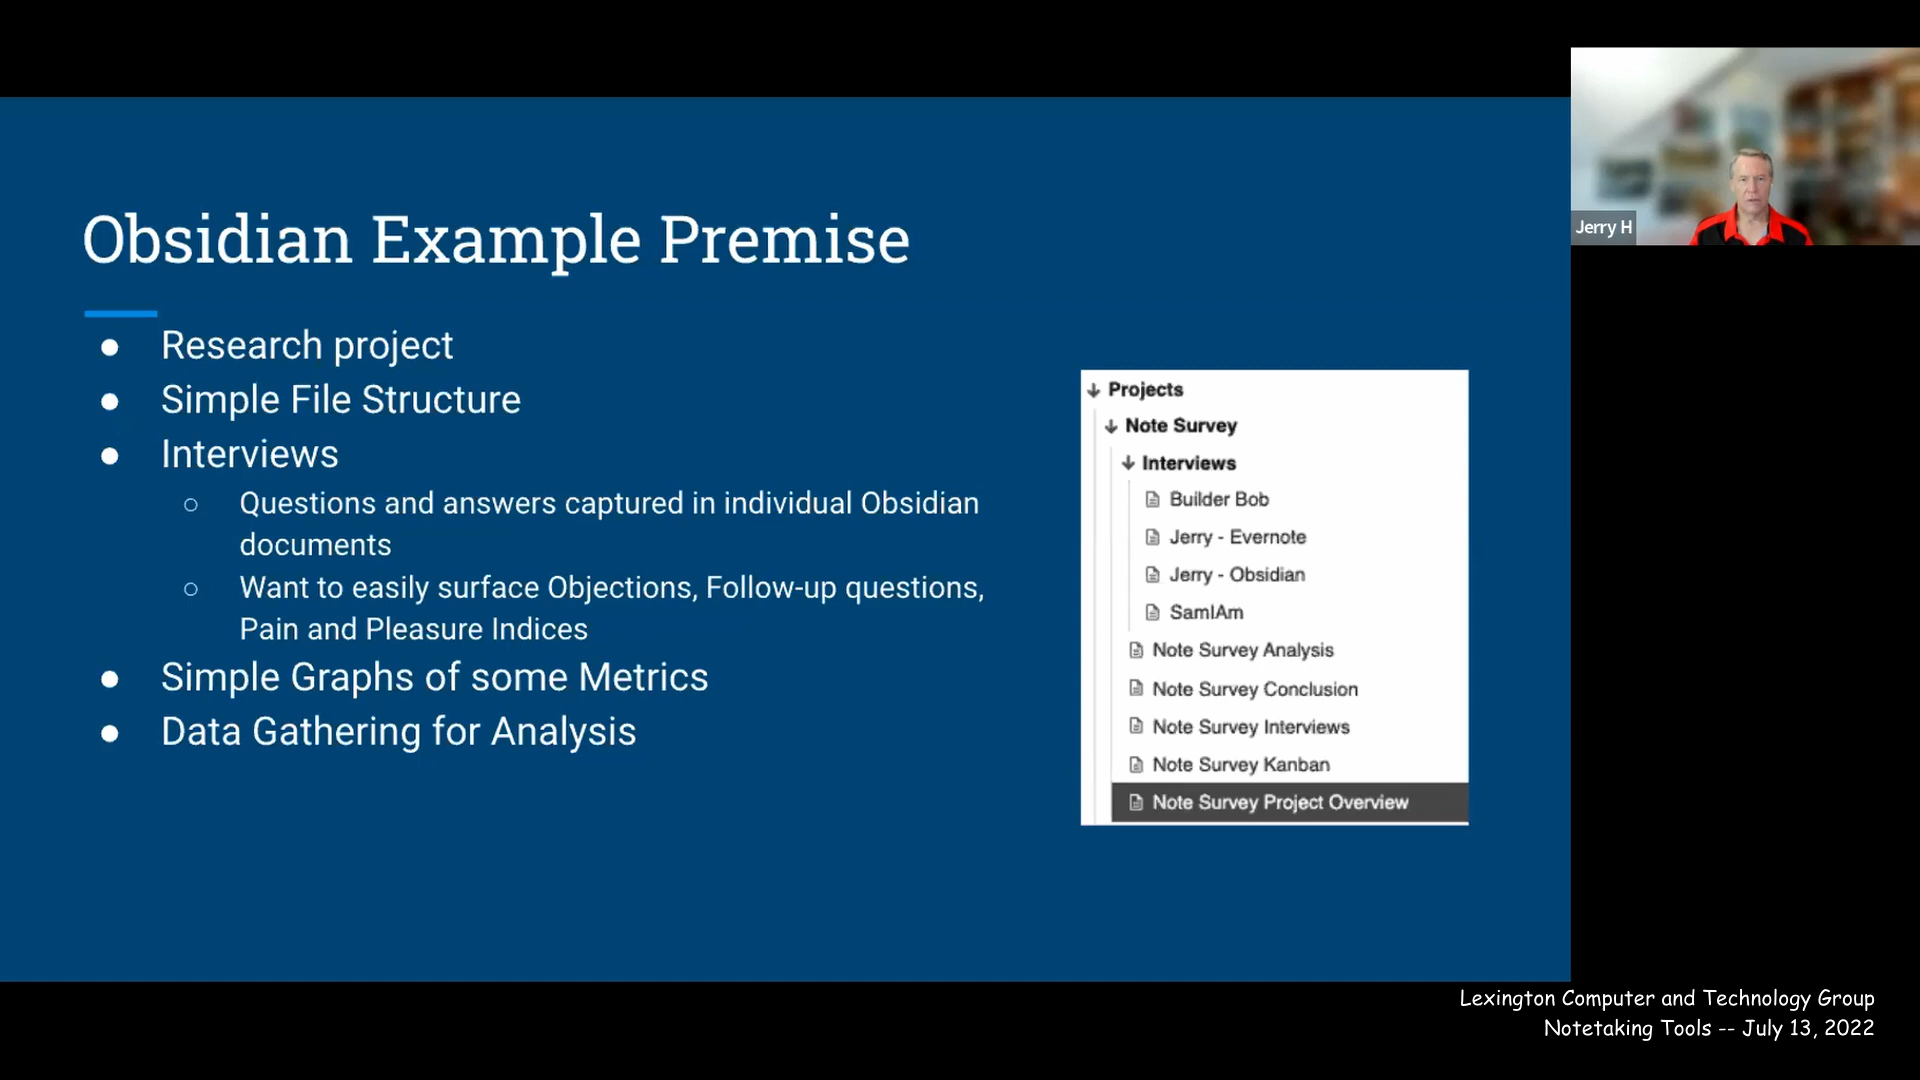 Obsidian Example Premise
● Research project
● Simple File Structure
● Interviews
○ Questions and answers captured in individual Obsidian
documents
○ Want to easily surface Objections, Follow-up questions,
Pain and Pleasure Indices
● Simple Graphs of some Metrics
● Data Gathering for Analysis
Projects
Note Survey
Interviews
Builder Bob
Jerry - Evernote
Jerry - Obsidian
SamIAm
Note Survey Analysis
Note Survey Conclusion
Note Survey Interviews
Note Survey Kanban
Note Survey Project Overview
Jerry H
Lexington Computer and Technology Group
Notetaking Tools -- July 13, 2022